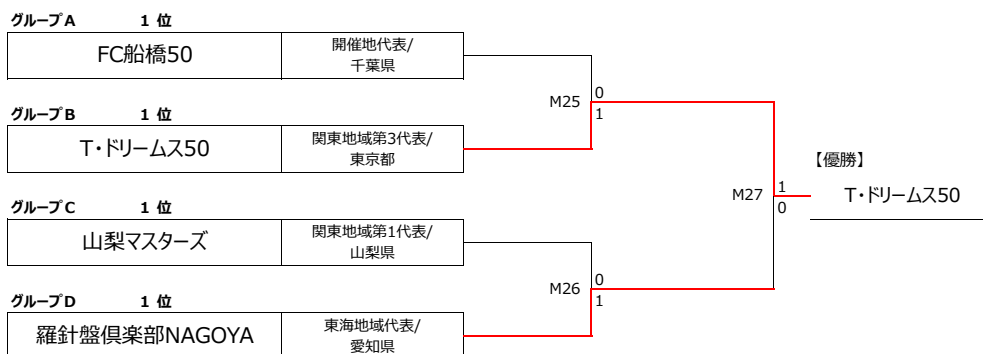 グループA 1 位
FC船橋50
開催地代表/
千葉県
グループB 1 位
T・ドリームス50
関東地域第3代表/
東京都
グループC 1 位
山梨マスターズ
関東地域第1代表/
山梨県
グループD 1 位
羅針盤倶楽部NAGOYA
東海地域代表/
愛知県
M25
0
1
M26
0
1
M27
1
0
【優勝】
T・ドリームス50